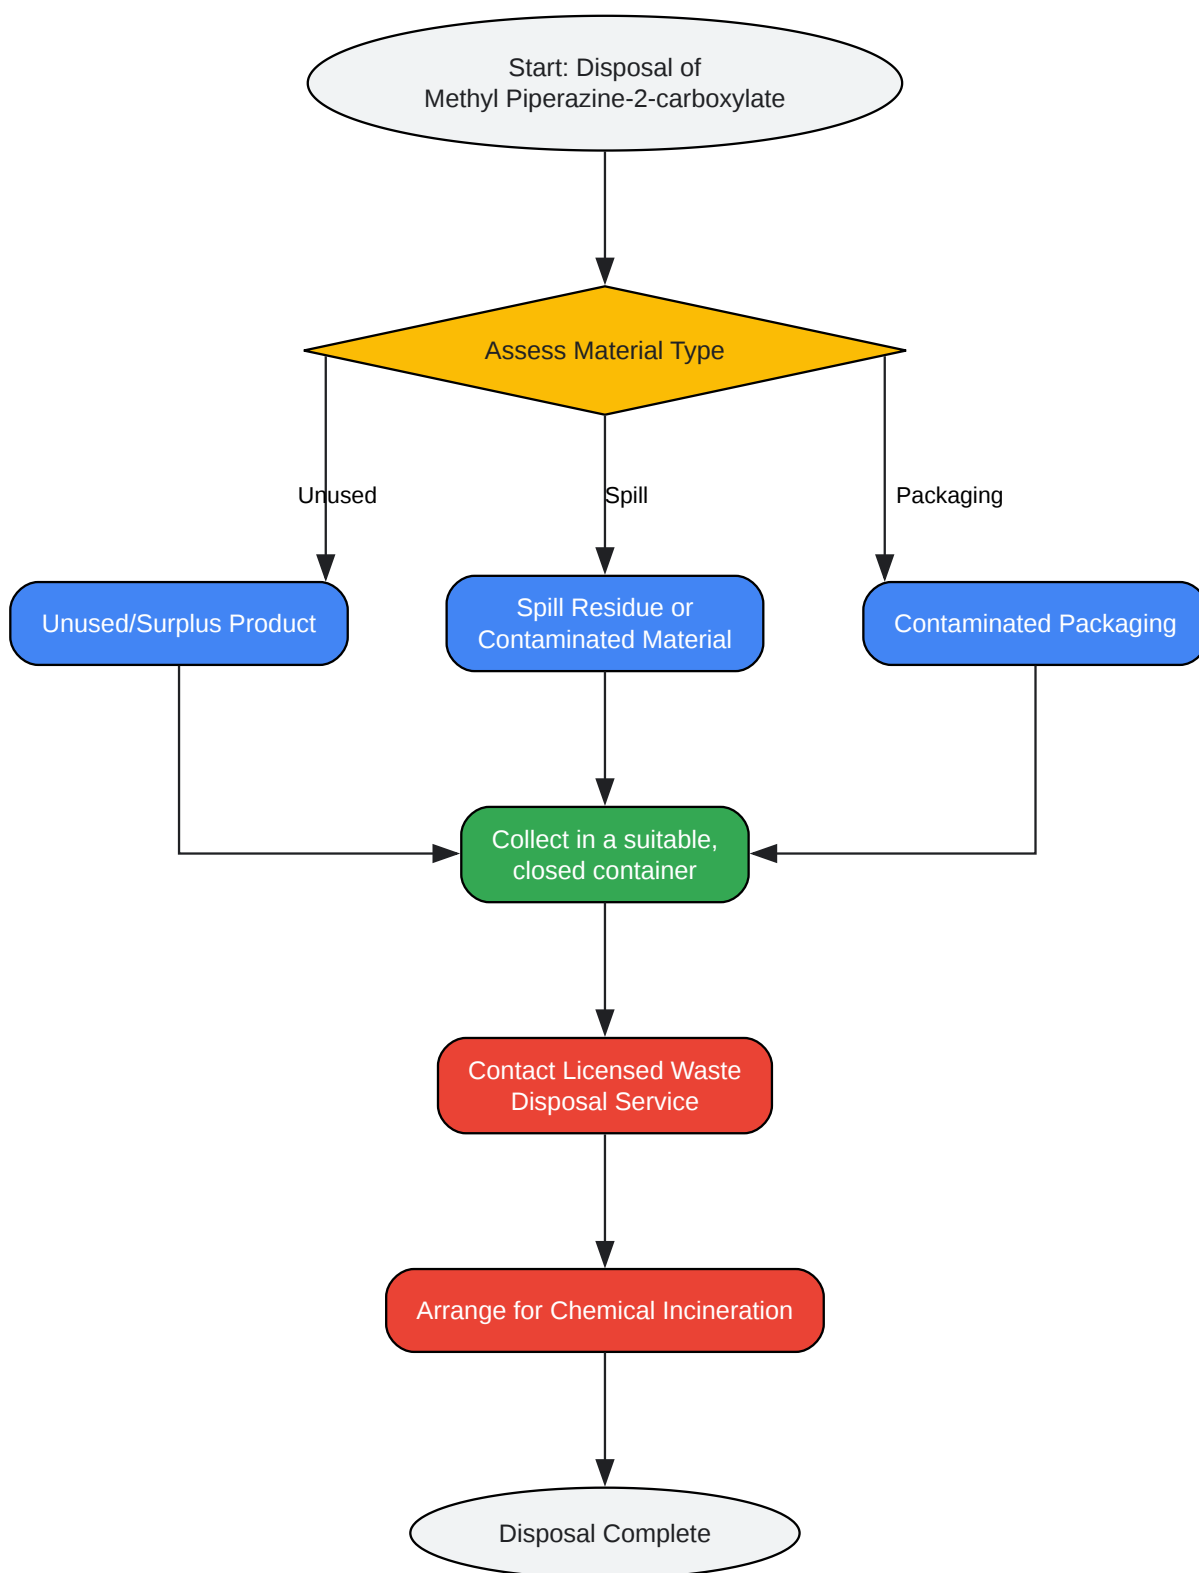 Start: Disposal of
Methyl Piperazine-2-carboxylate
Assess Material Type
Unused
Spill
Packaging
Unused/Surplus Product
Spill Residue or
Contaminated Material
Contaminated Packaging
Collect in a suitable,
closed container
Contact Licensed Waste
Disposal Service
Arrange for Chemical Incineration
Disposal Complete